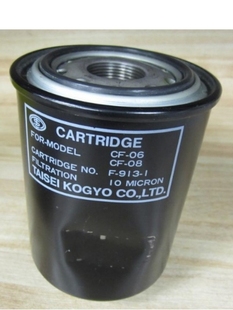 CARTRIDGE
FOR-MODEL CF-06
CF-08
CARTRIDGE NO. F-913-1
FILTRATION 10 MICRON
TAISEI KOGYO CO.,LTD.